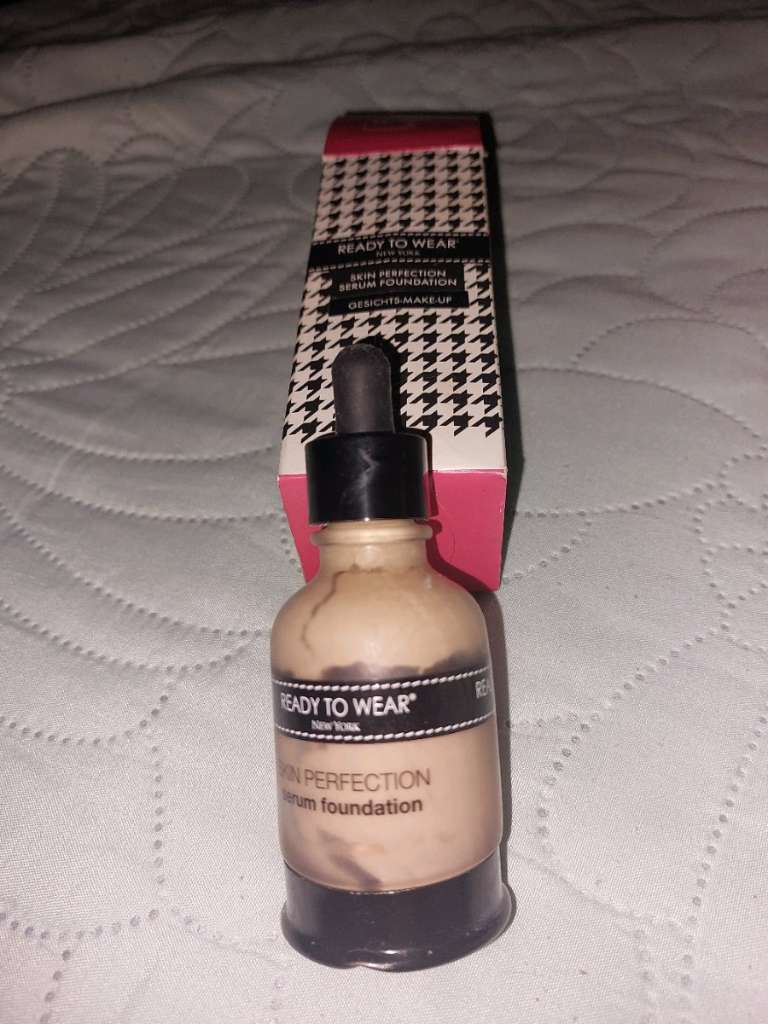 READY TO WEAR®
NEW YORK
SKIN PERFECTION
SERUM FOUNDATION
GESICHTS-MAKE-UP
READY TO WEAR®
NEW YORK
SKIN PERFECTION
serum foundation